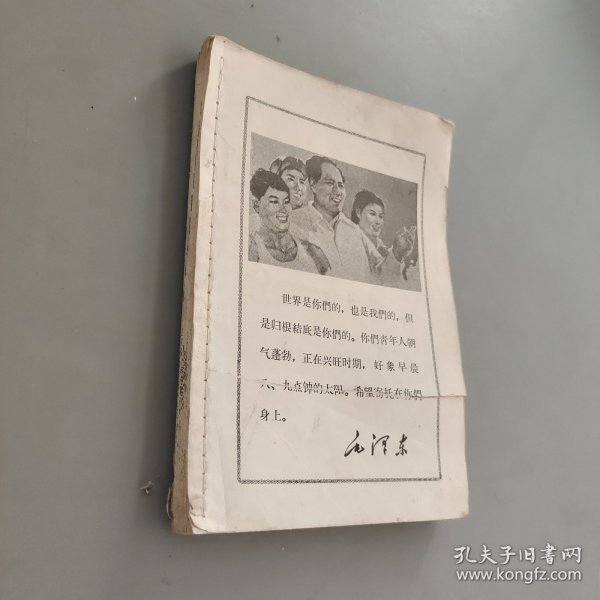 世界是你們的，也是我們的，但
是归根結底是你們的。你們青年人朝
气蓬勃，正在兴旺时期，好象早晨
八、九点钟的太阳。希望寄托在你們
身上。
毛泽东
孔夫子旧书网
www.kongfz.com